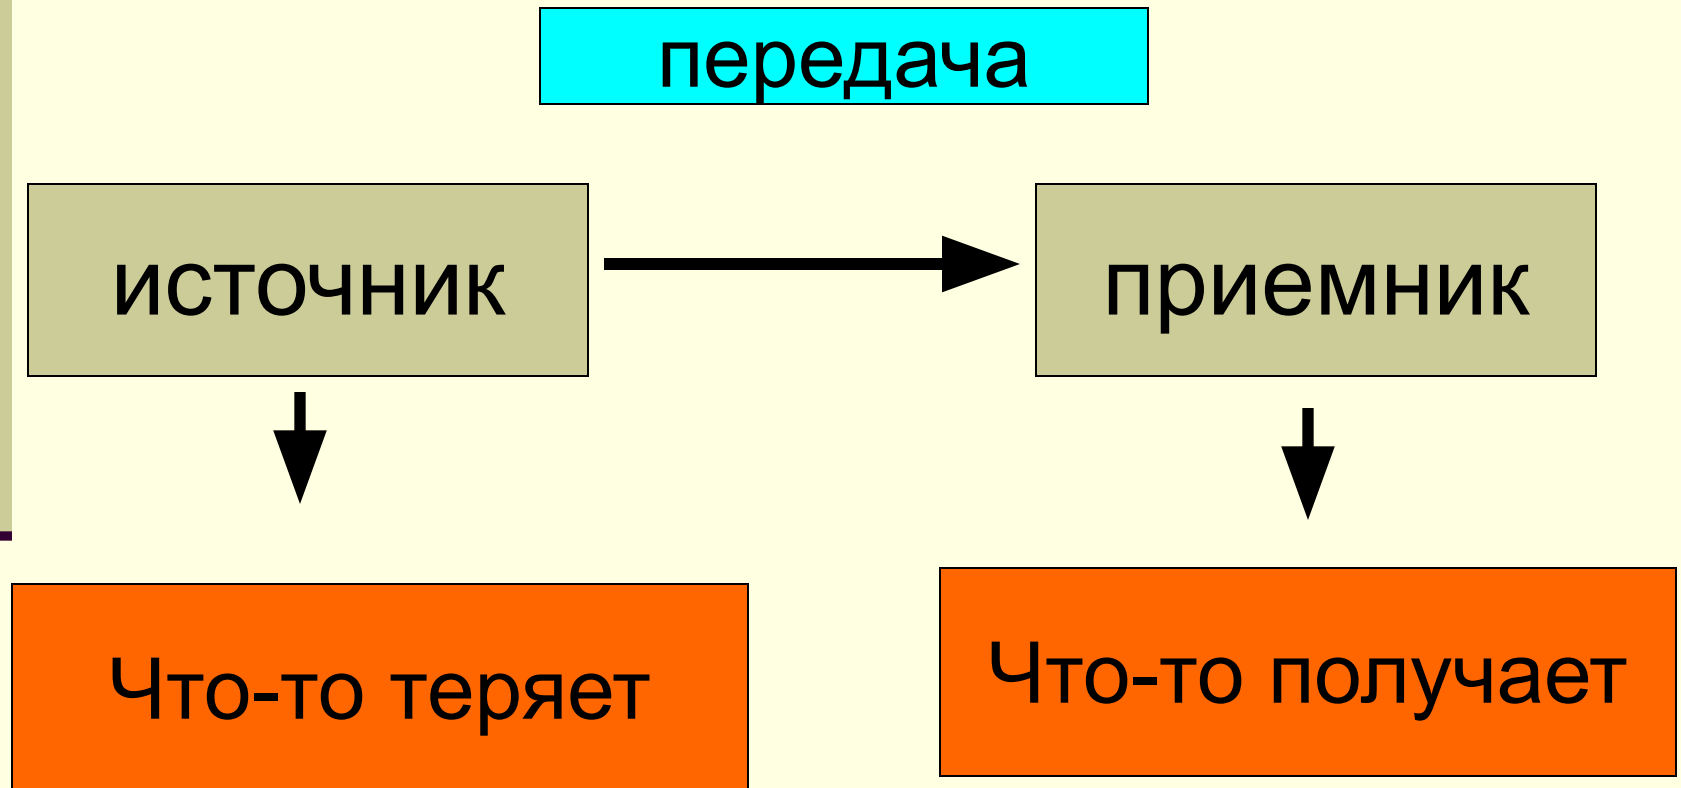 передача
источник
приемник
Что-то теряет
Что-то получает